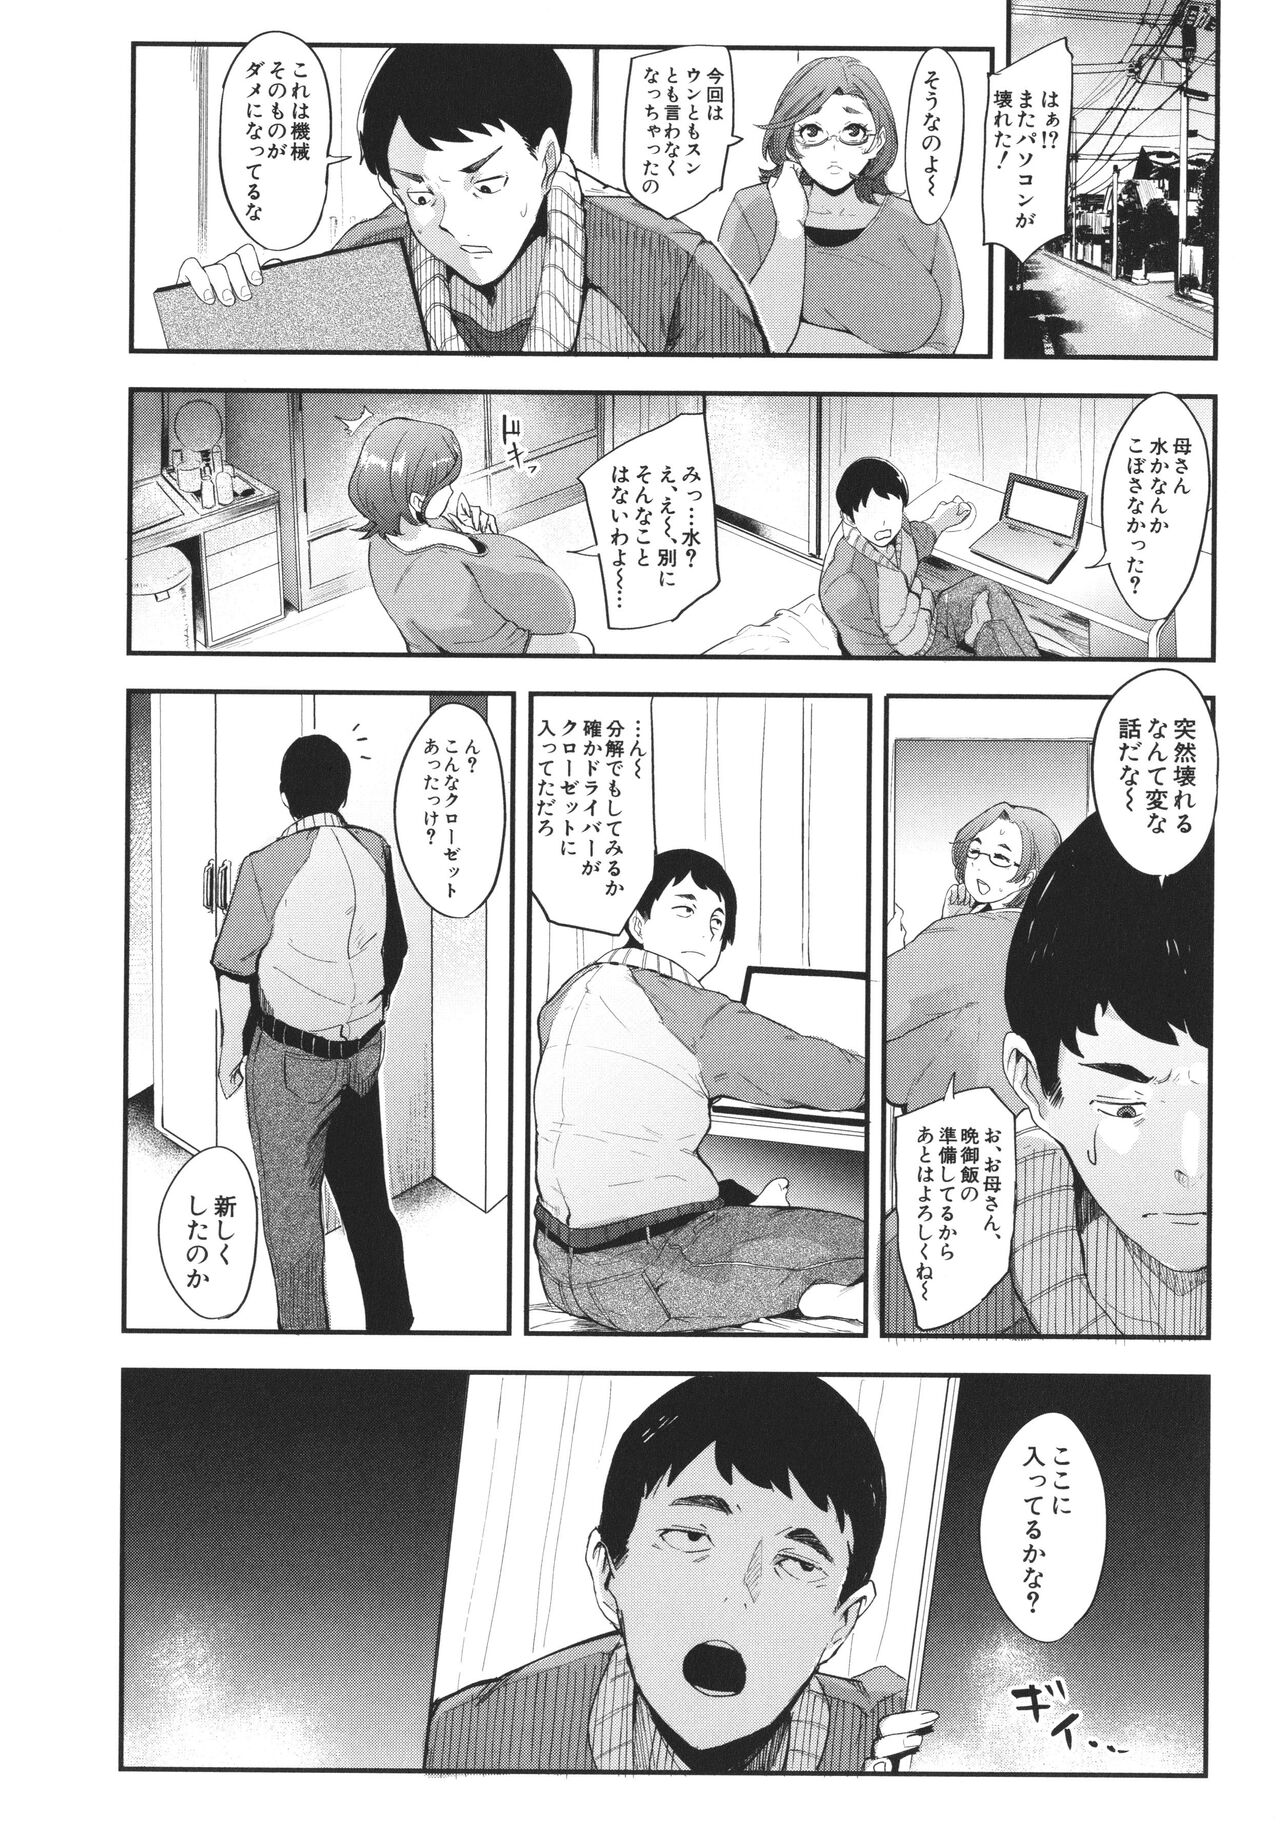 はぁ!?
またパソコンが
壊れた!
そうなのよ〜
今回は
ウンともスン
とも言わなく
なっちゃったの
これは機械
そのものが
ダメになってるな
母さん
水かなんか
こぼさなかった?
みっ…水?
え、え〜、別に
そんなこと
はないわよ〜…
ドキッ
突然壊れる
なんて変な
話だな〜
お、お母さん、
晩御飯の
準備してるから
あとはよろしくね〜
…ん〜
分解でもしてみるか
確かドライバーが
クローゼットに
入ってただろ
ん?
こんなクローゼット
あったっけ?
新しく
したのか
ここに
入ってるかな?
ギィ…